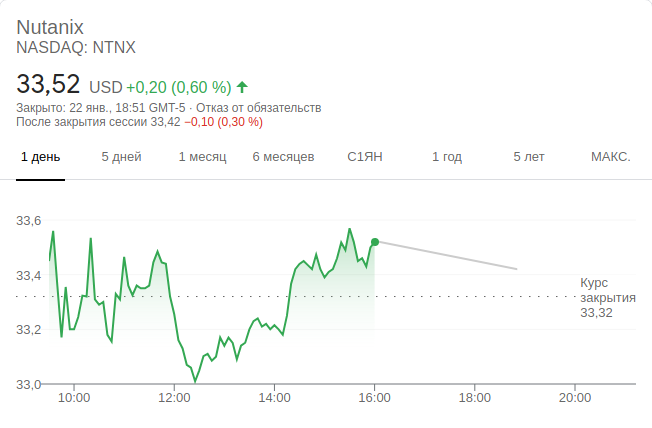 Nutanix
NASDAQ: NTNX
33,52 USD +0,20 (0,60 %)
Закрыто: 22 янв., 18:51 GMT-5 · Отказ от обязательств
После закрытия сессии 33,42 −0,10 (0,30 %)
1 день 5 дней 1 месяц 6 месяцев С1ЯН 1 год 5 лет МАКС.
33,6
33,4
Курс
закрытия
33,32
33,2
33,0
10:00 12:00 14:00 16:00 18:00 20:00